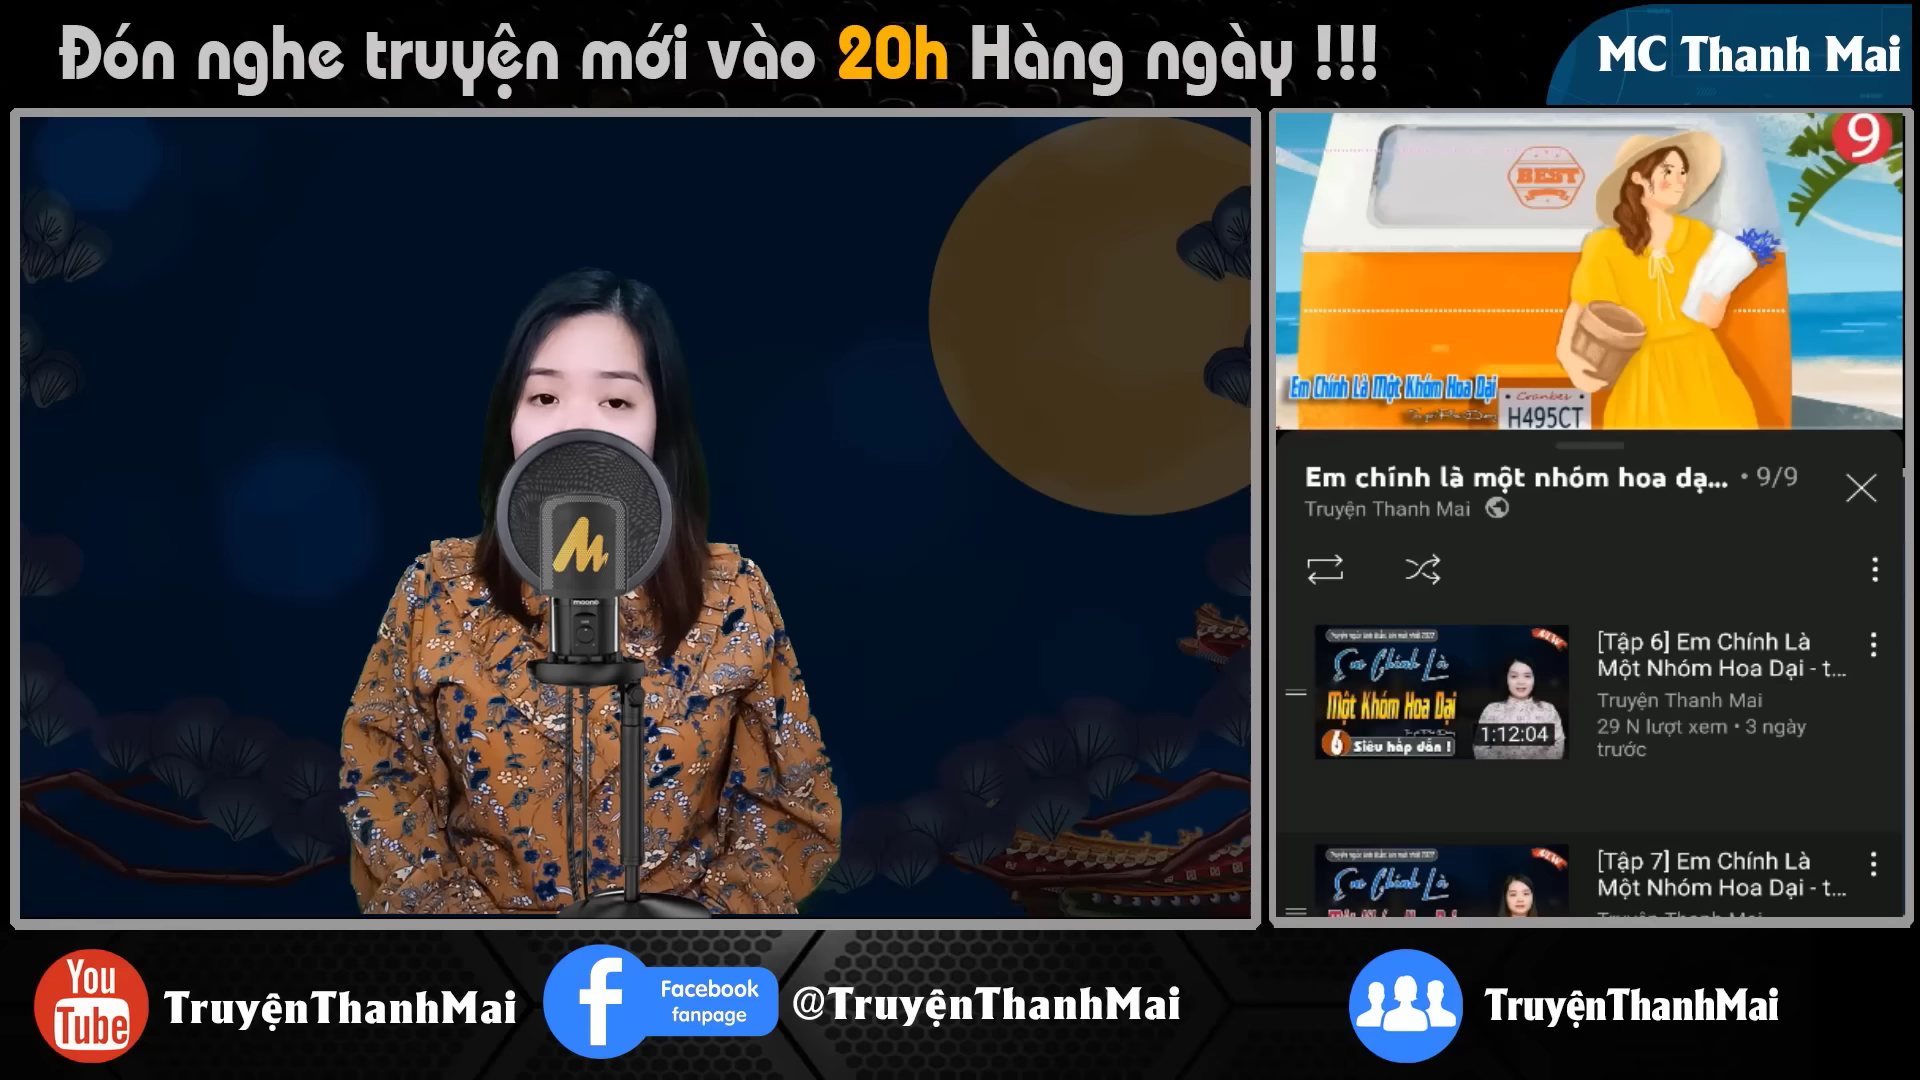 Đón nghe truyện mới vào 20h Hàng ngày !!!
MC Thanh Mai
9
BEST
Em Chính Là Một Khóm Hoa Dại
H495CT
Em chính là một nhóm hoa dạ... • 9/9
Truyện Thanh Mai
Em Chính Là
Một Khóm Hoa Dại
6 Siêu hấp dẫn !
1:12:04
NEW
[Tập 6] Em Chính Là
Một Nhóm Hoa Dại - t...
Truyện Thanh Mai
29 N lượt xem • 3 ngày
trước
NEW
Em Chính Là
[Tập 7] Em Chính Là
Một Nhóm Hoa Dại - t...
maono
You
Tube
TruyệnThanhMai
f
Facebook
fanpage
@TruyệnThanhMai
TruyệnThanhMai